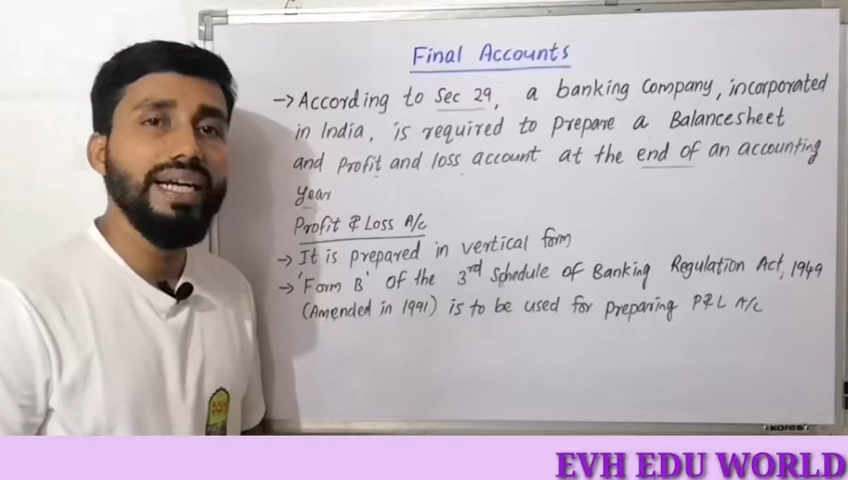 Final Accounts
→ According to Sec 29, a banking Company, incorporated
in India, is required to prepare a Balancesheet
and Profit and loss account at the end of an accounting
year
Profit & Loss A/c
→ It is prepared in vertical form
→ 'Form B' of the 3rd Schedule of Banking Regulation Act, 1949
(Amended in 1991) is to be used for preparing P&L A/c
KOROS
EVH EDU WORLD